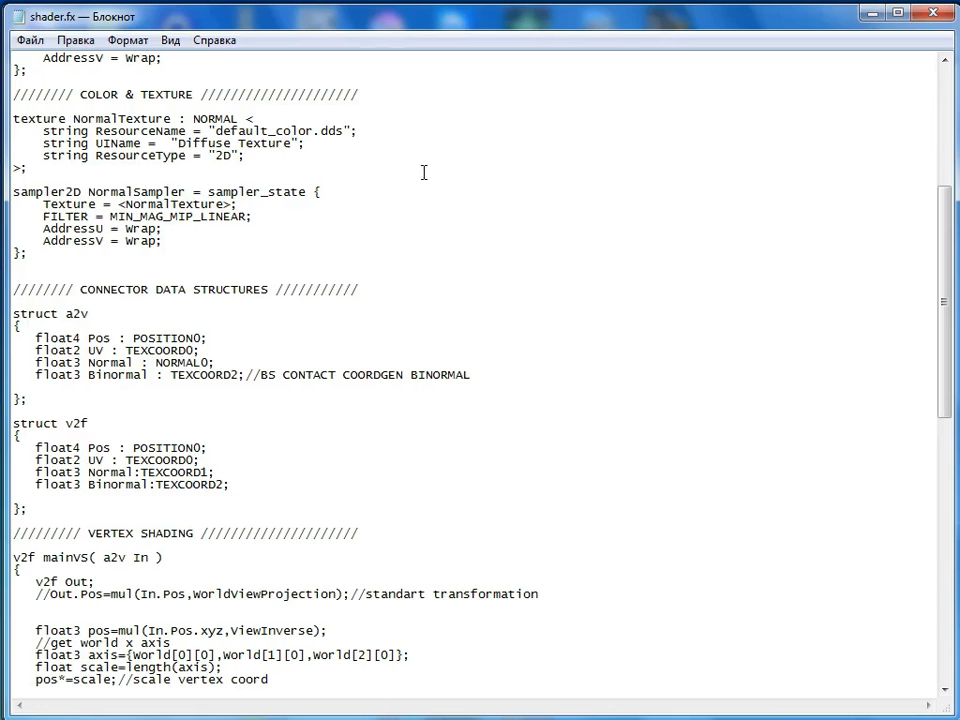 shader.fx — Блокнот
Файл Правка Формат Вид Справка
AddressV = Wrap;
};
//////// COLOR & TEXTURE /////////////////////
texture NormalTexture : NORMAL <
string ResourceName = "default_color.dds";
string UIName =  "Diffuse Texture";
string ResourceType = "2D";
>;
sampler2D NormalSampler = sampler_state {
Texture = <NormalTexture>;
FILTER = MIN_MAG_MIP_LINEAR;
AddressU = Wrap;
AddressV = Wrap;
};
//////// CONNECTOR DATA STRUCTURES ///////////
struct a2v
{
float4 Pos : POSITION0;
float2 UV : TEXCOORD0;
float3 Normal : NORMAL0;
float3 Binormal : TEXCOORD2;//BS CONTACT COORDGEN BINORMAL
};
struct v2f
{
float4 Pos : POSITION0;
float2 UV : TEXCOORD0;
float3 Normal:TEXCOORD1;
float3 Binormal:TEXCOORD2;
};
///////// VERTEX SHADING /////////////////////
v2f mainVS( a2v In )
{
v2f Out;
//Out.Pos=mul(In.Pos,WorldViewProjection);//standart transformation
float3 pos=mul(In.Pos.xyz,ViewInverse);
//get world x axis
float3 axis={World[0][0],World[1][0],World[2][0]};
float scale=length(axis);
pos*=scale;//scale vertex coord